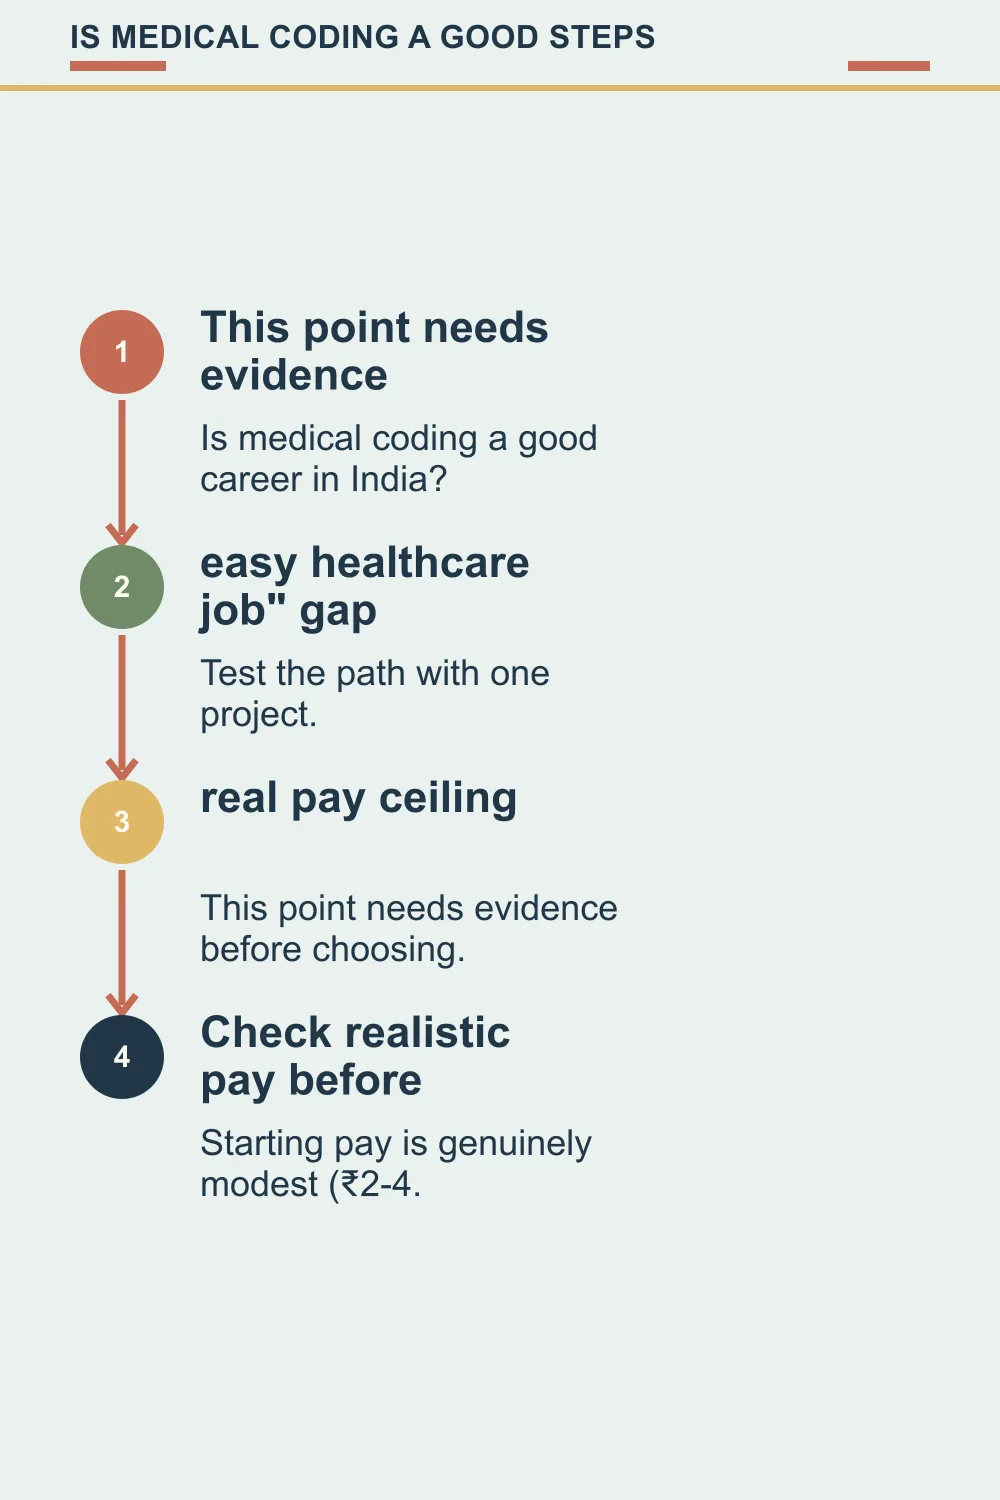 IS MEDICAL CODING A GOOD STEPS
1
This point needs
evidence
Is medical coding a good
career in India?
2
easy healthcare
job" gap
Test the path with one
project.
3
real pay ceiling
This point needs evidence
before choosing.
4
Check realistic
pay before
Starting pay is genuinely
modest (₹2-4.